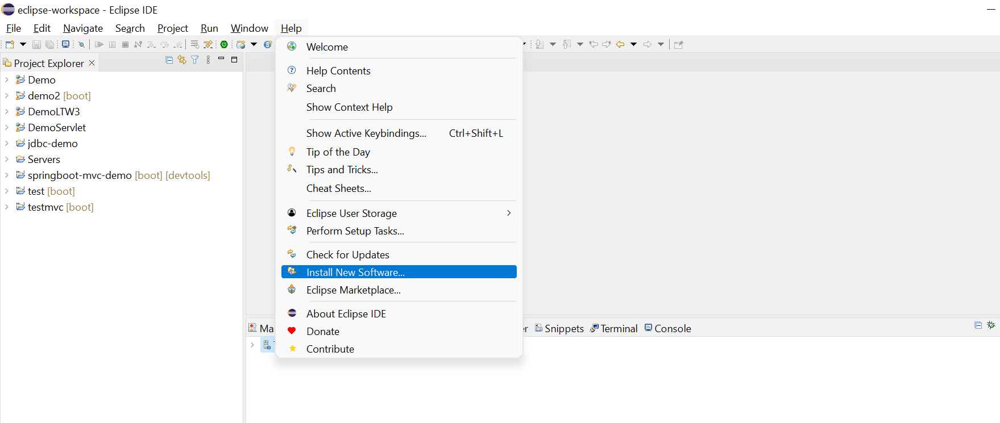 eclipse-workspace - Eclipse IDE
File Edit Navigate Search Project Run Window Help
Project Explorer
Demo
demo2 [boot]
DemoLTW3
DemoServlet
jdbc-demo
Servers
springboot-mvc-demo [boot] [devtools]
test [boot]
testmvc [boot]
Welcome
Help Contents
Search
Show Context Help
Show Active Keybindings... Ctrl+Shift+L
Tip of the Day
Tips and Tricks...
Cheat Sheets...
Eclipse User Storage
Perform Setup Tasks...
Check for Updates
Install New Software...
Eclipse Marketplace...
About Eclipse IDE
Donate
Contribute
Ma
er Snippets Terminal Console